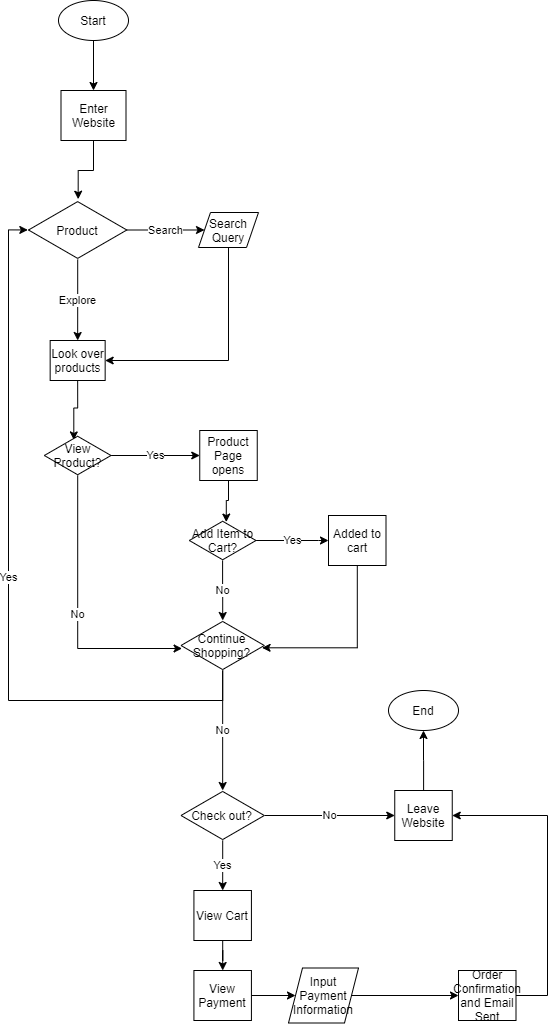 Start
Enter
Website
Product
Search
Search
Query
Explore
Look over
products
View
Product?
Yes
Product
Page
opens
Add Item to
Cart?
Yes
Added to
cart
No
Yes
No
Continue
Shopping?
No
End
Check out?
No
Leave
Website
Yes
View Cart
View
Payment
Input
Payment
Information
Order
Confirmation
and Email
Sent